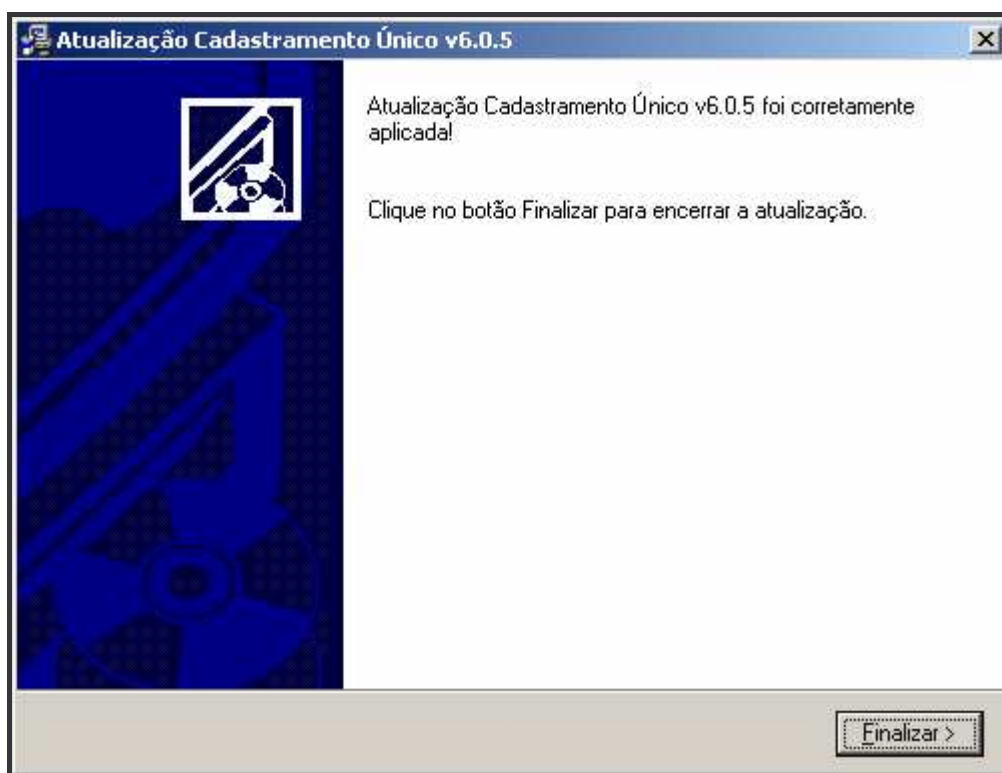 Atualização Cadastramento Único v6.0.5
Atualização Cadastramento Único v6.0.5 foi corretamente
aplicada!
Clique no botão Finalizar para encerrar a atualização.
Finalizar >